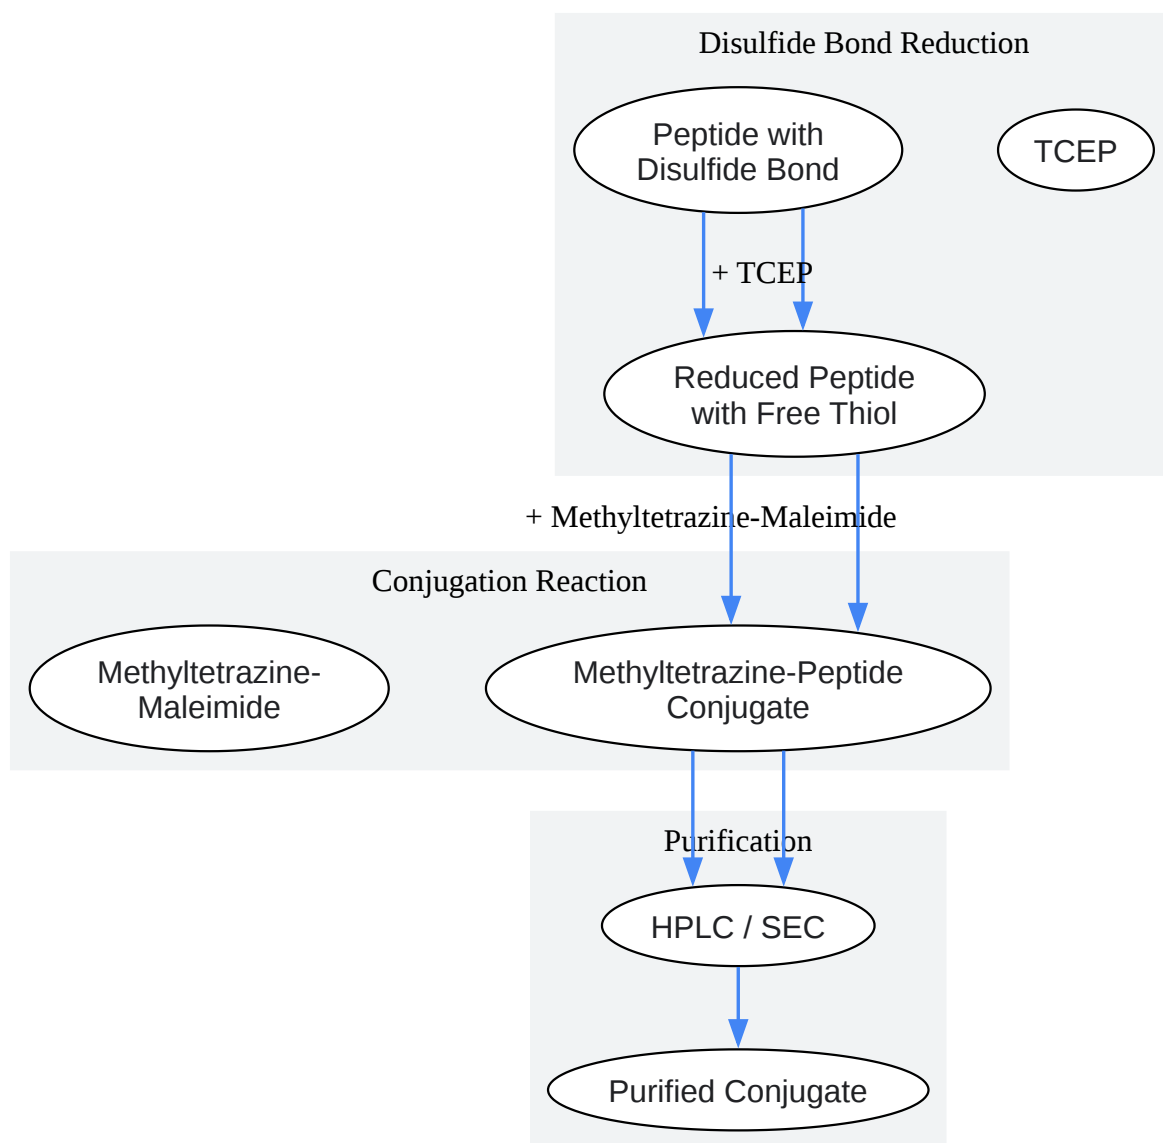 Disulfide Bond Reduction
Peptide with
Disulfide Bond
TCEP
+ TCEP
Reduced Peptide
with Free Thiol
+ Methyltetrazine-Maleimide
Conjugation Reaction
Methyltetrazine-
Maleimide
Methyltetrazine-Peptide
Conjugate
Purification
HPLC / SEC
Purified Conjugate